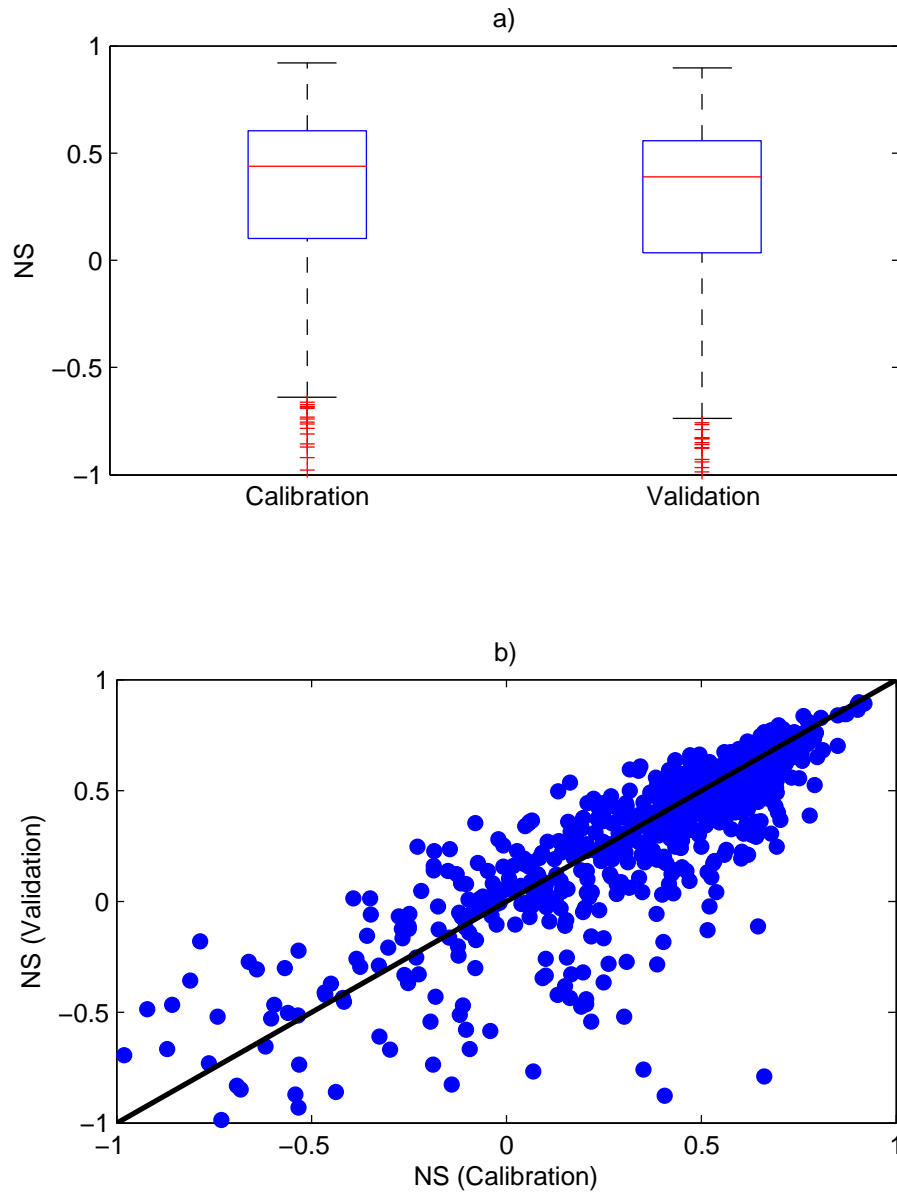 a)
1
0.5
0
−0.5
−1
NS
Calibration Validation
b)
1
0.5
0
−0.5
−1
NS (Validation)
−1 −0.5 0 0.5 1
NS (Calibration)